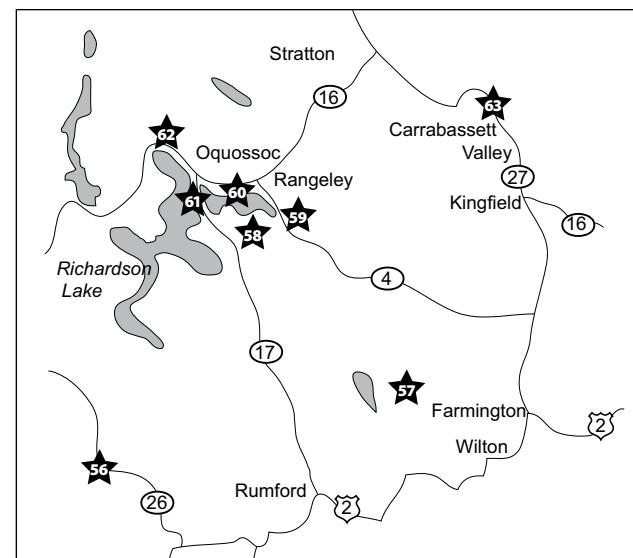 Stratton
16
63
Carrabassett
Valley
62
Oquossoc
27
60
Rangeley
Kingfield
61
59
16
58
Richardson
Lake
4
17
57
Farmington
2
Wilton
56
Rumford
26
2